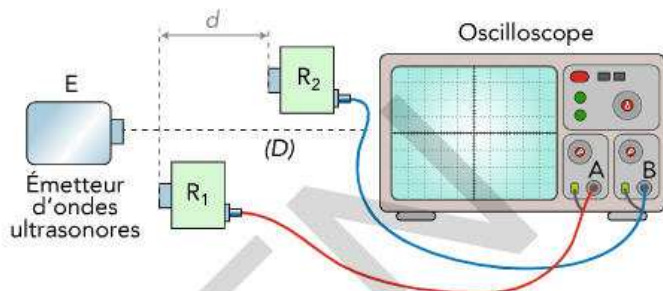 d
E
R₂
Oscilloscope
(D)
Émetteur
d'ondes
ultrasonores
R₁
A
B